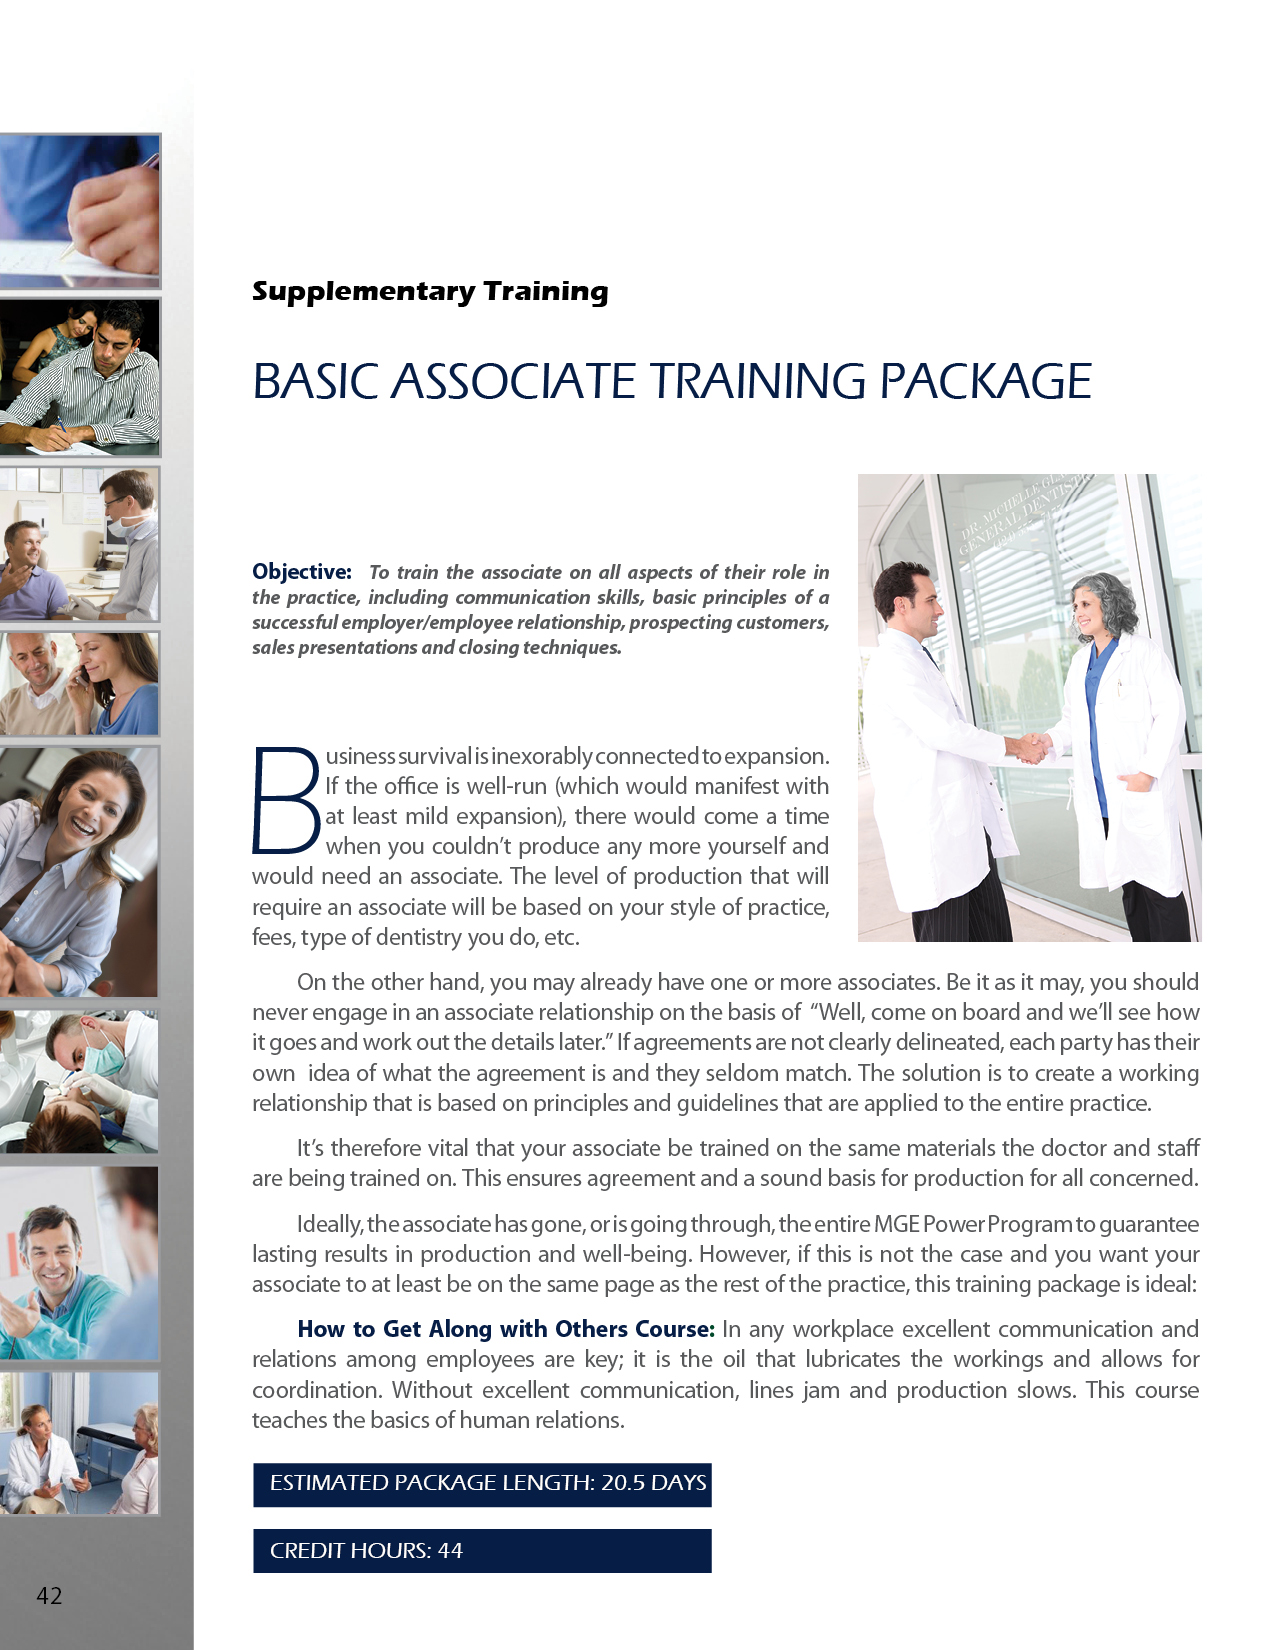 Supplementary Training
BASIC ASSOCIATE TRAINING PACKAGE
DR. MICHELLE
GENERAL DENTISTRY
Objective: To train the associate on all aspects of their role in
the practice, including communication skills, basic principles of a
successful employer/employee relationship, prospecting customers,
sales presentations and closing techniques.
Business survival is inexorably connected to expansion.
If the office is well-run (which would manifest with
at least mild expansion), there would come a time
when you couldn’t produce any more yourself and
would need an associate. The level of production that will
require an associate will be based on your style of practice,
fees, type of dentistry you do, etc.
On the other hand, you may already have one or more associates. Be it as it may, you should
never engage in an associate relationship on the basis of “Well, come on board and we’ll see how
it goes and work out the details later.” If agreements are not clearly delineated, each party has their
own idea of what the agreement is and they seldom match. The solution is to create a working
relationship that is based on principles and guidelines that are applied to the entire practice.
It’s therefore vital that your associate be trained on the same materials the doctor and staff
are being trained on. This ensures agreement and a sound basis for production for all concerned.
Ideally, the associate has gone, or is going through, the entire MGE Power Program to guarantee
lasting results in production and well-being. However, if this is not the case and you want your
associate to at least be on the same page as the rest of the practice, this training package is ideal:
How to Get Along with Others Course: In any workplace excellent communication and
relations among employees are key; it is the oil that lubricates the workings and allows for
coordination. Without excellent communication, lines jam and production slows. This course
teaches the basics of human relations.
ESTIMATED PACKAGE LENGTH: 20.5 DAYS
CREDIT HOURS: 44
42